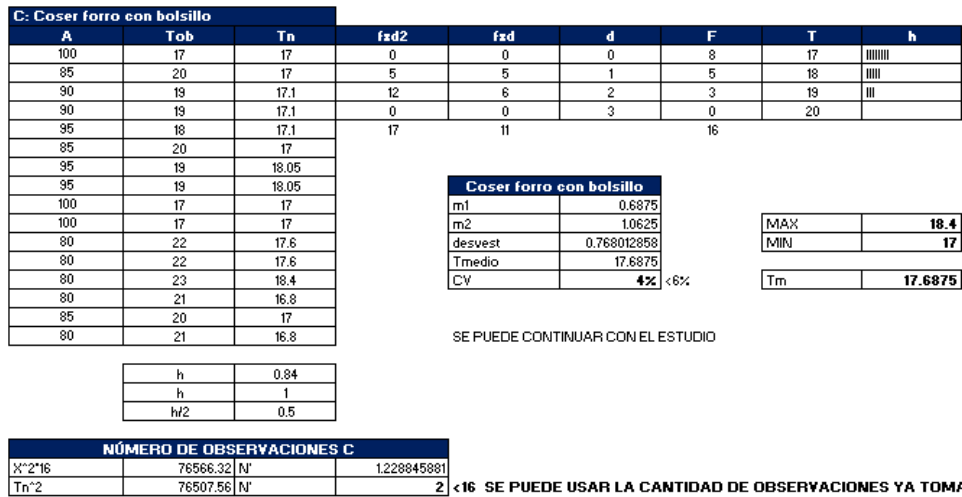 C: Coser forro con bolsillo
A Tob Tn fxd2 fxd d F T h
100 17 17 0 0 0 8 17 IIIIIIII
85 20 17 5 5 1 5 18 IIIII
90 19 17.1 12 6 2 3 19 III
90 19 17.1 0 0 3 0 20
95 18 17.1 17 11 16
85 20 17
95 19 18.05
95 19 18.05 Coser forro con bolsillo
100 17 17 m1 0.6875
100 17 17 m2 1.0625 MAX 18.4
80 22 17.6 desvest 0.768012858 MIN 17
80 22 17.6 Tmedio 17.6875
80 23 18.4 CV 4% <6% Tm 17.6875
80 21 16.8
85 20 17
80 21 16.8 SE PUEDE CONTINUAR CON EL ESTUDIO
h 0.84
h 1
h/2 0.5
NÚMERO DE OBSERVACIONES C
X^2*16 76566.32 N' 1.228845881
Tn^2 76507.56 N' 2 <16 SE PUEDE USAR LA CANTIDAD DE OBSERVACIONES YA TOMA